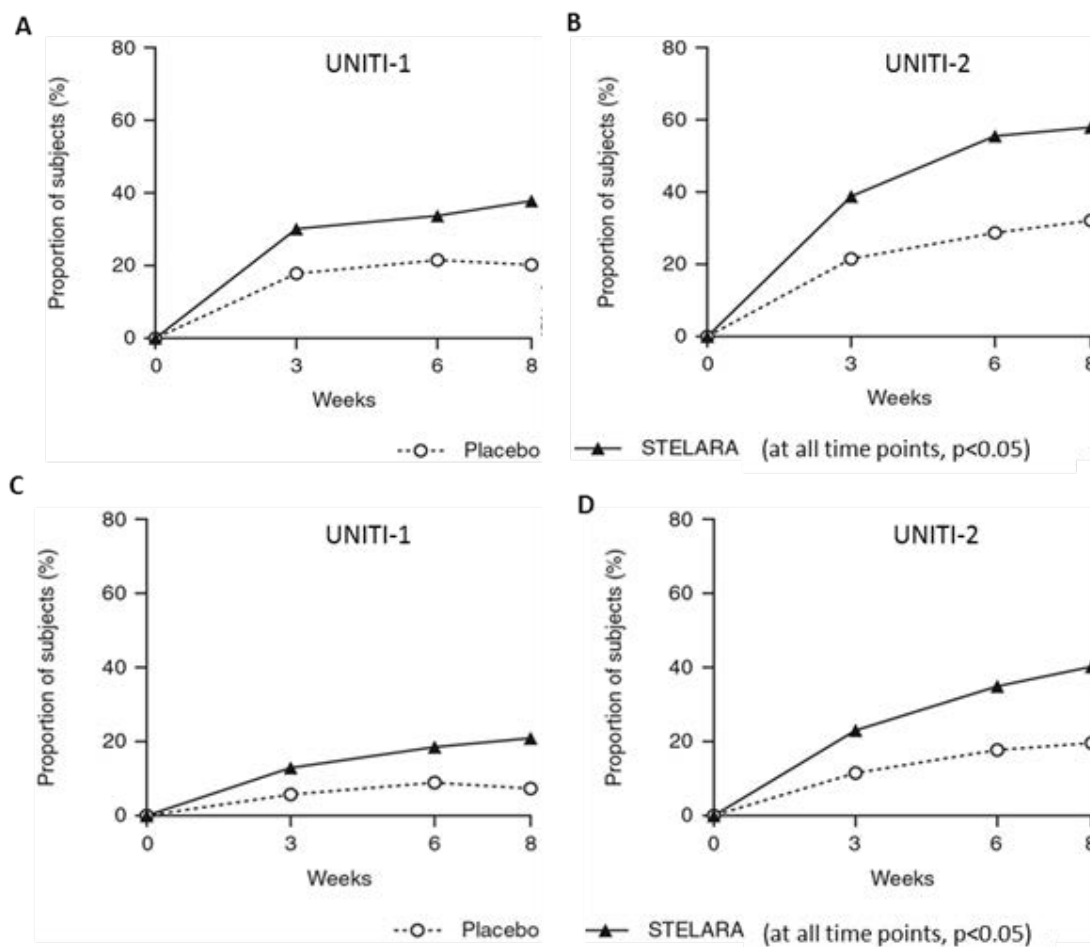 A
UNITI-1
Proportion of subjects (%)
80
60
40
20
0
0 3 6 8
Weeks
B
UNITI-2
Proportion of subjects (%)
80
60
40
20
0
0 3 6 8
Weeks
Placebo STELARA (at all time points, p<0.05)
C
UNITI-1
Proportion of subjects (%)
80
60
40
20
0
0 3 6 8
Weeks
D
UNITI-2
Proportion of subjects (%)
80
60
40
20
0
0 3 6 8
Weeks
Placebo STELARA (at all time points, p<0.05)